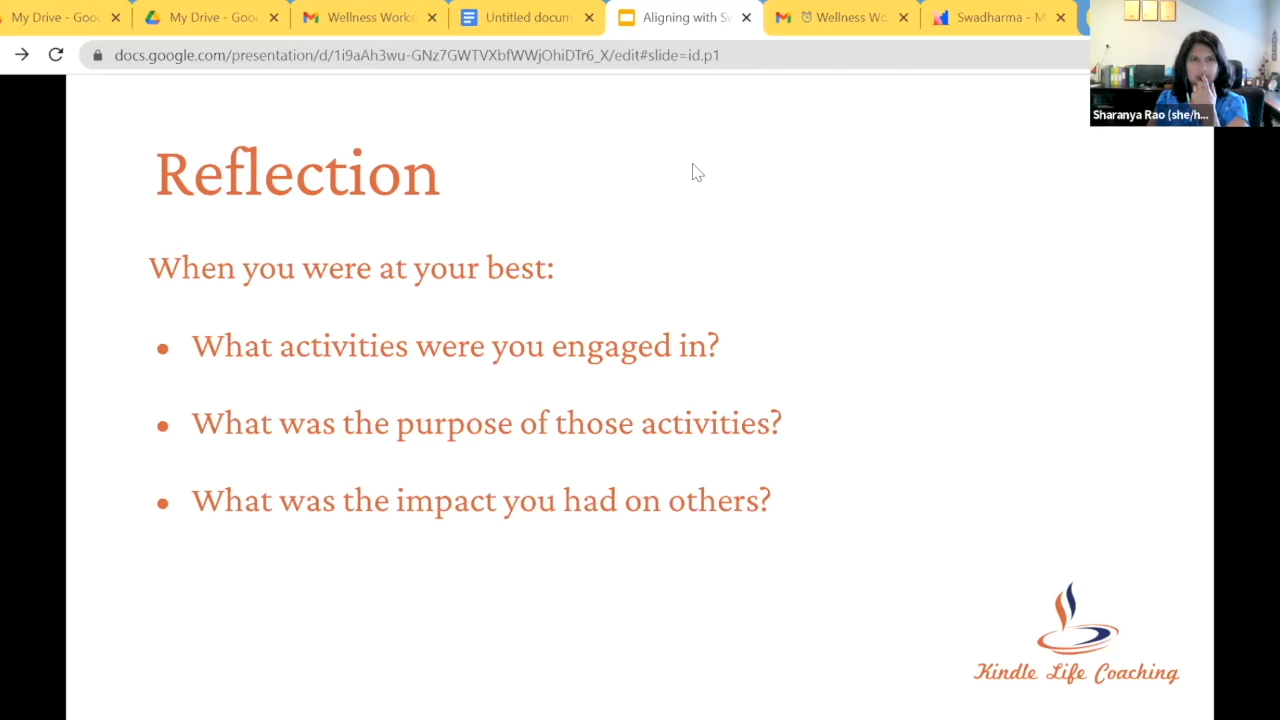 My Drive - Goo
My Drive - Goo
Wellness Works
Untitled docum
Aligning with Sw
Wellness Wo
Swadharma - M
docs.google.com/presentation/d/1i9aAh3wu-GNz7GWTVXbfWWjOhiDTr6_X/edit#slide=id.p1
Sharanya Rao (she/h...
Reflection
When you were at your best:
• What activities were you engaged in?
• What was the purpose of those activities?
• What was the impact you had on others?
Kindle Life Coaching